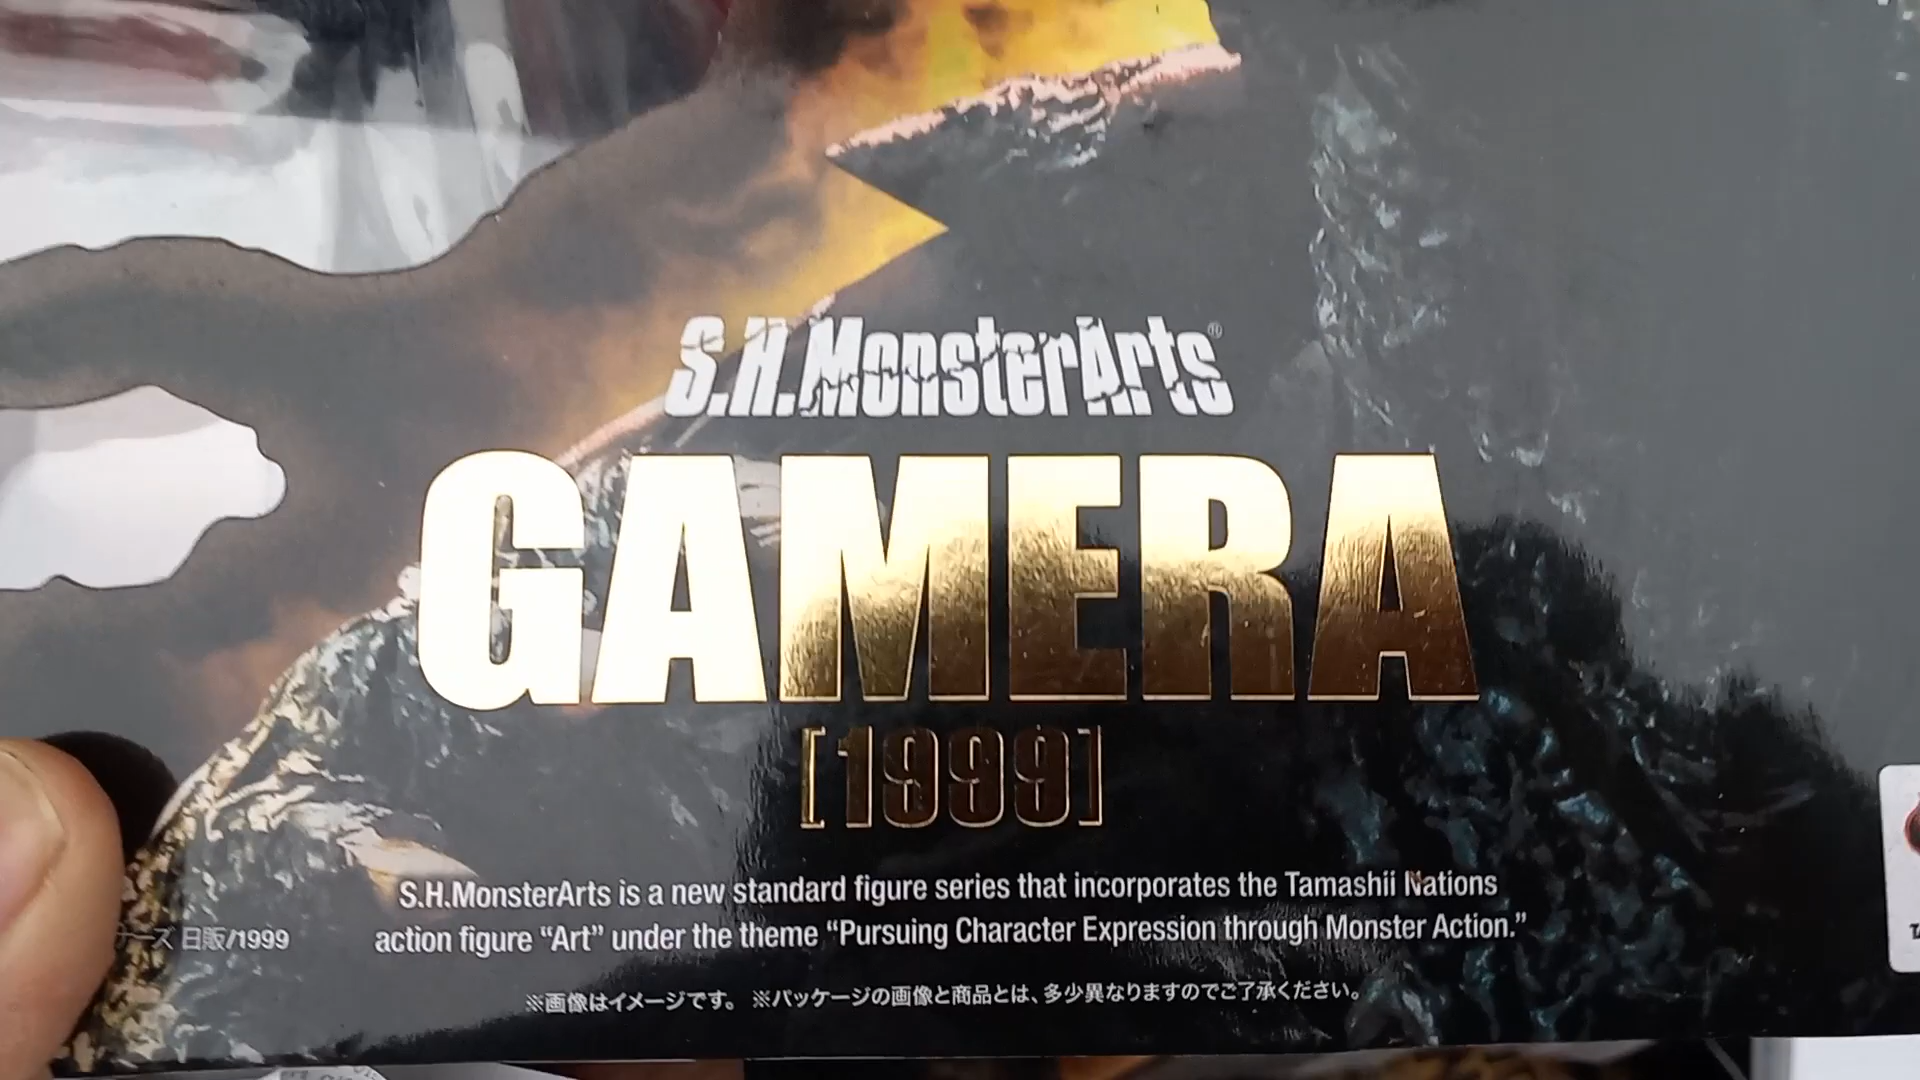 S.H.MonsterArts®
GAMERA
[1999]
S.H.MonsterArts is a new standard figure series that incorporates the Tamashii Nations
action figure “Art” under the theme “Pursuing Character Expression through Monster Action.”
ナーズ 日販/1999
※画像はイメージです。 ※パッケージの画像と商品とは、多少異なりますのでご了承ください。